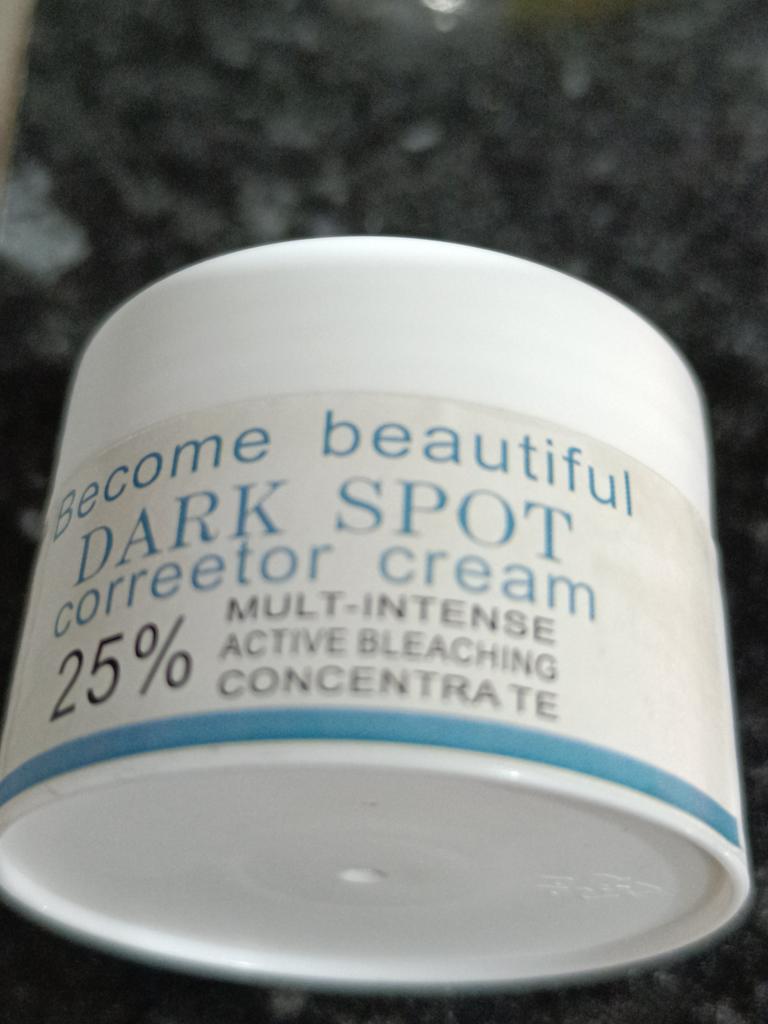 Become beautiful
DARK SPOT
correetor cream
25%
MULT-INTENSE
ACTIVE BLEACHING
CONCENTRATE